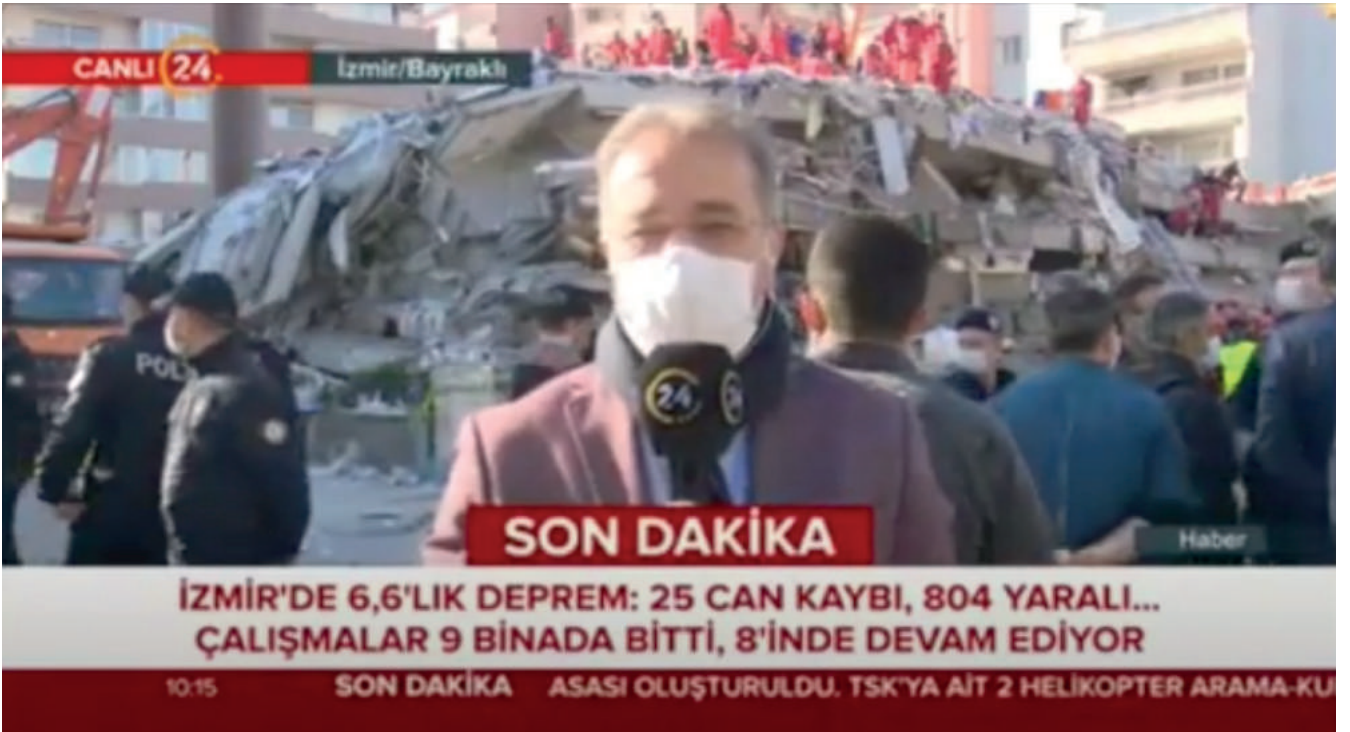 CANLI 24
İzmir/Bayraklı
24
SON DAKİKA
Haber
İZMİR'DE 6,6'LIK DEPREM: 25 CAN KAYBI, 804 YARALI...
ÇALIŞMALAR 9 BİNADA BİTTİ, 8'İNDE DEVAM EDİYOR
10:15 SON DAKİKA ASASI OLUŞTURULDU. TSK'YA AİT 2 HELİKOPTER ARAMA-KU